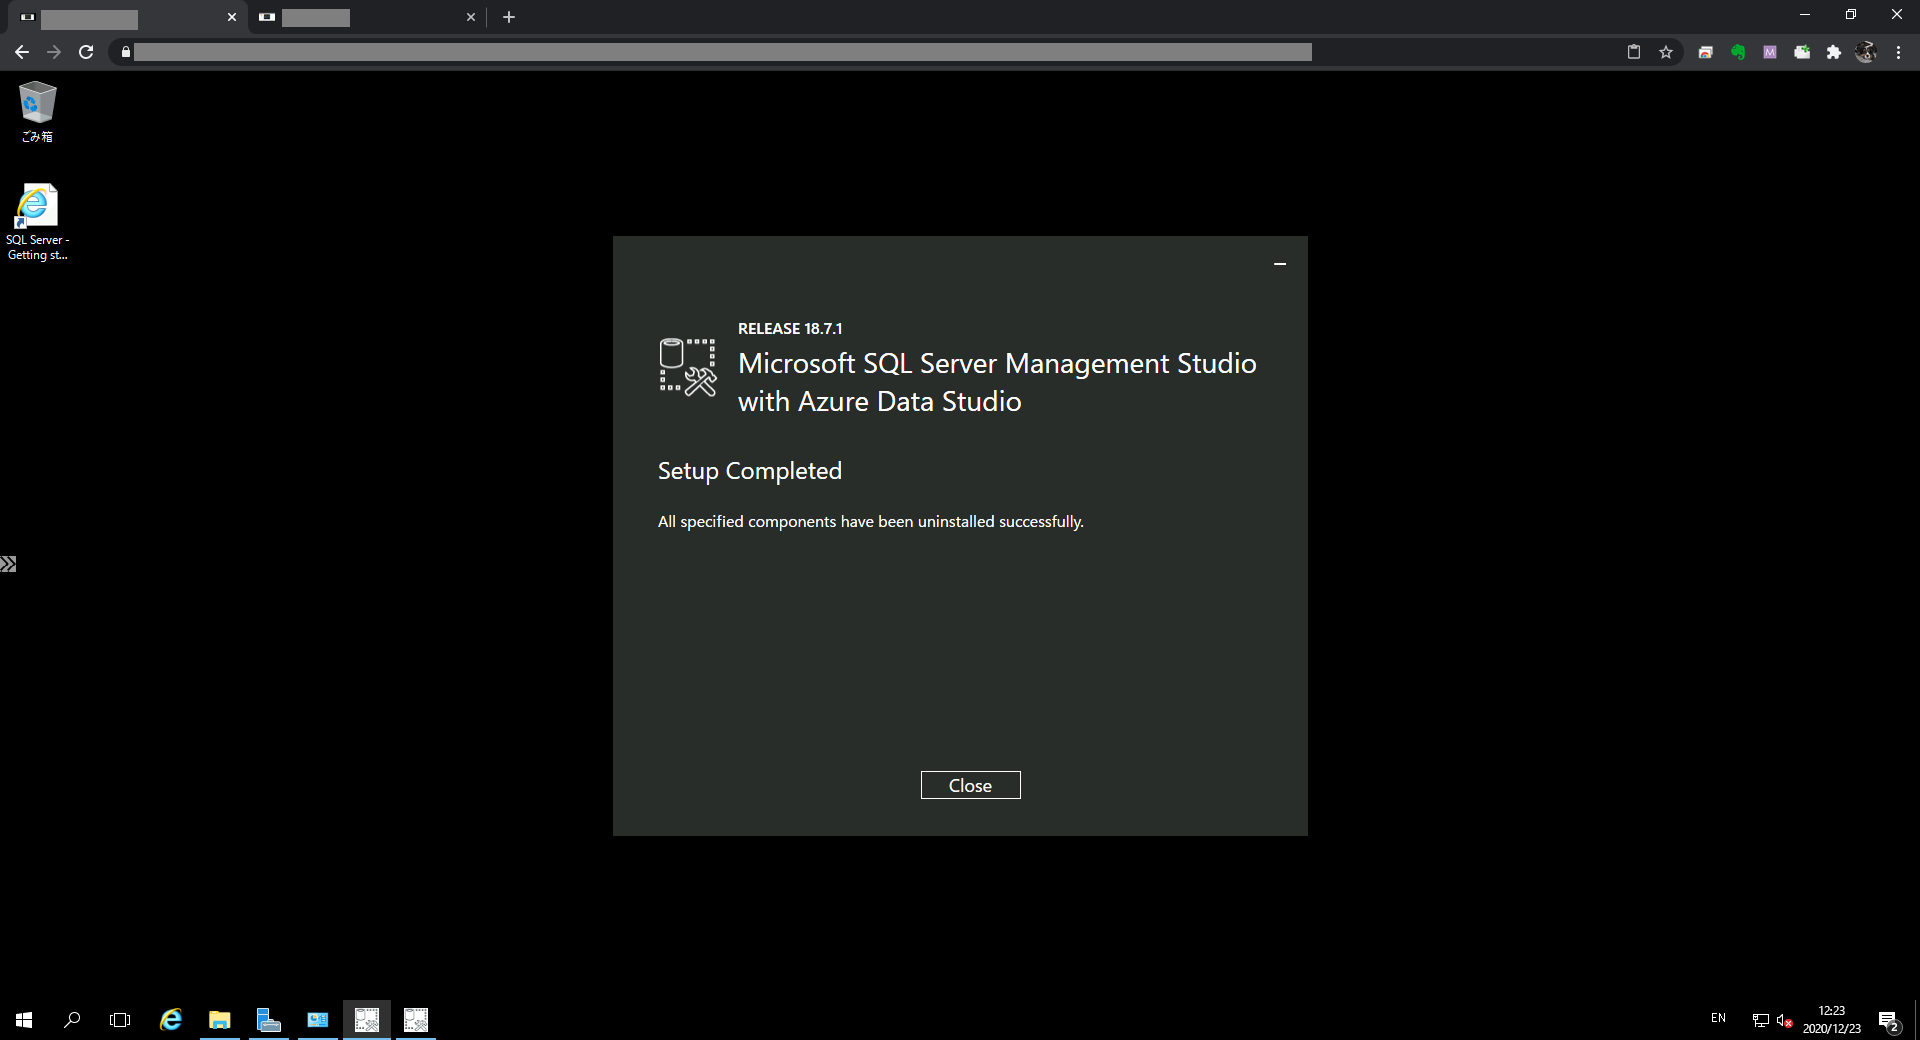 ごみ箱
SQL Server -
Getting st...
RELEASE 18.7.1
Microsoft SQL Server Management Studio
with Azure Data Studio
Setup Completed
All specified components have been uninstalled successfully.
Close
EN
12:23
2020/12/23
2